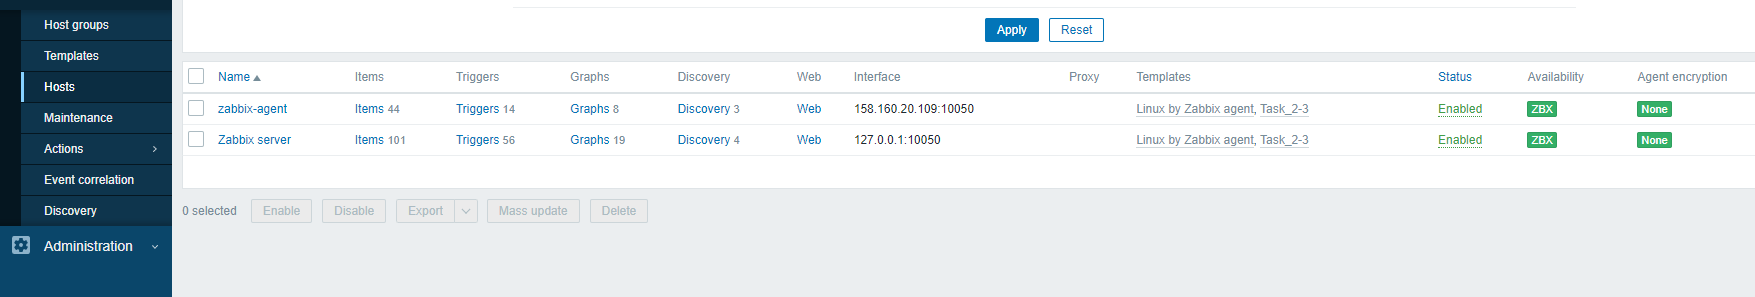 Host groups
Templates
Hosts
Maintenance
Actions
Event correlation
Discovery
Administration
Apply Reset
Name Items Triggers Graphs Discovery Web Interface Proxy Templates Status Availability Agent encryption
zabbix-agent Items 44 Triggers 14 Graphs 8 Discovery 3 Web 158.160.20.109:10050 Linux by Zabbix agent, Task_2-3 Enabled ZBX None
Zabbix server Items 101 Triggers 56 Graphs 19 Discovery 4 Web 127.0.0.1:10050 Linux by Zabbix agent, Task_2-3 Enabled ZBX None
0 selected Enable Disable Export Mass update Delete